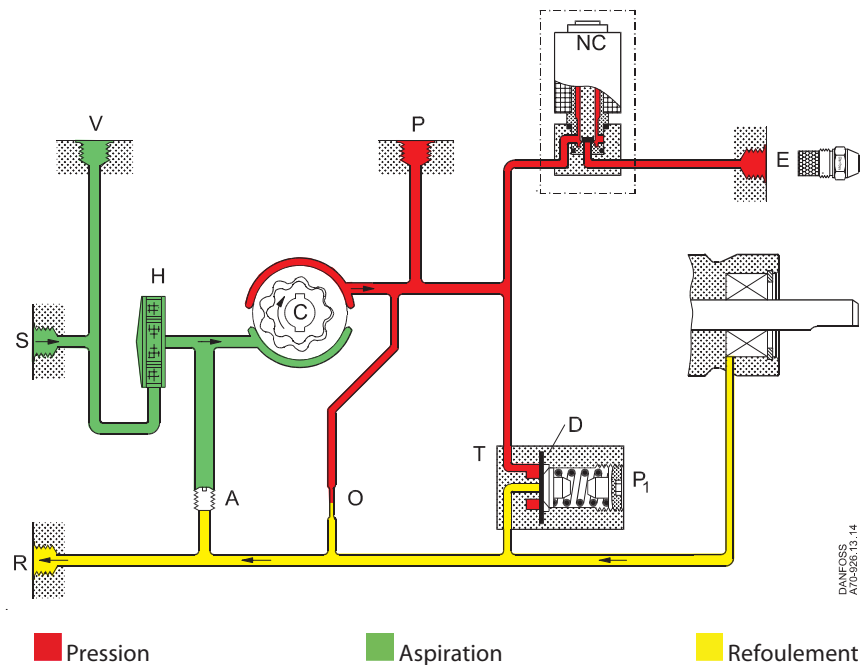 NC
V
P
E
H
C
S
D
T
P1
A
O
R
DANFOSS
A70-926.13.14
Pression
Aspiration
Refoulement